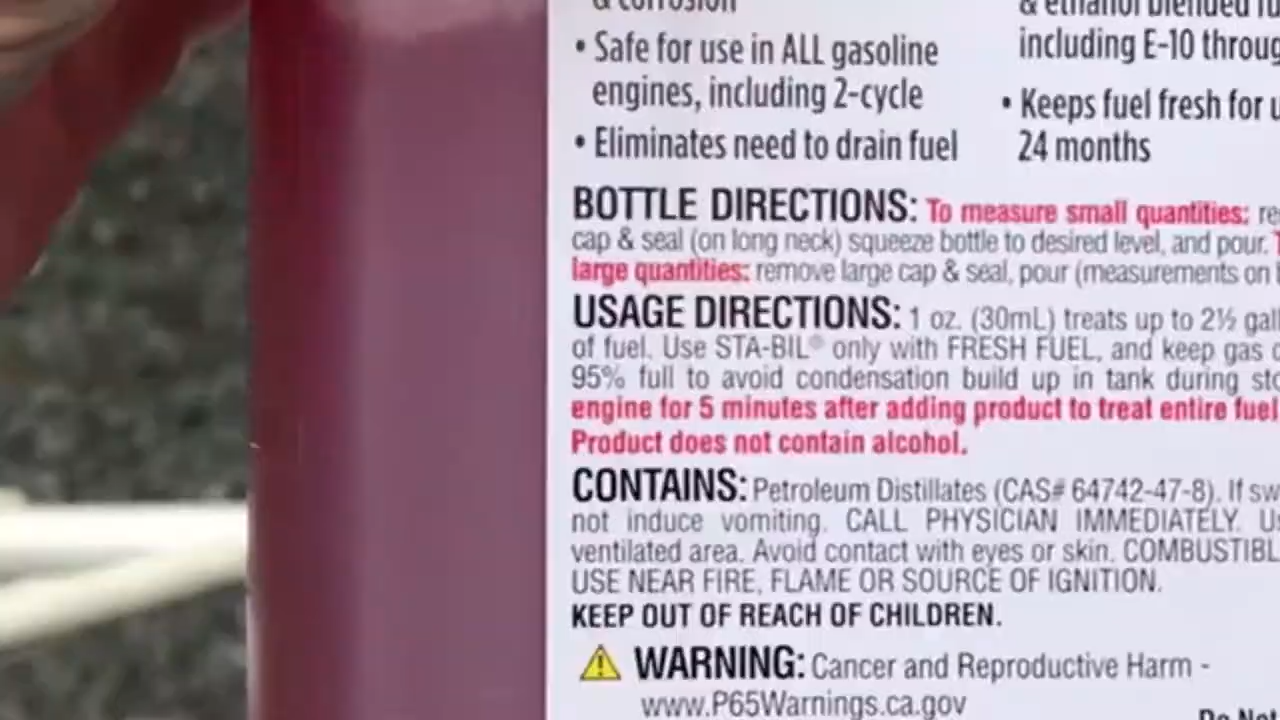 & corrosion
• Safe for use in ALL gasoline
engines, including 2-cycle
• Eliminates need to drain fuel
& ethanol blended
including E-10
• Keeps fuel fresh for
24 months
BOTTLE DIRECTIONS: To measure small quantities:
cap & seal (on long neck) squeeze bottle to desired level, and pour.
large quantities: remove large cap & seal, pour (measurements on
USAGE DIRECTIONS: 1 oz. (30mL) treats up to 2½
of fuel. Use STA-BIL® only with FRESH FUEL, and keep gas
95% full to avoid condensation build up in tank during
engine for 5 minutes after adding product to treat entire fuel
Product does not contain alcohol.
CONTAINS: Petroleum Distillates (CAS# 64742-47-8). If
not induce vomiting. CALL PHYSICIAN IMMEDIATELY.
ventilated area. Avoid contact with eyes or skin.
USE NEAR FIRE, FLAME OR SOURCE OF IGNITION.
KEEP OUT OF REACH OF CHILDREN.
WARNING: Cancer and Reproductive Harm -
www.P65Warnings.ca.gov
Do Not